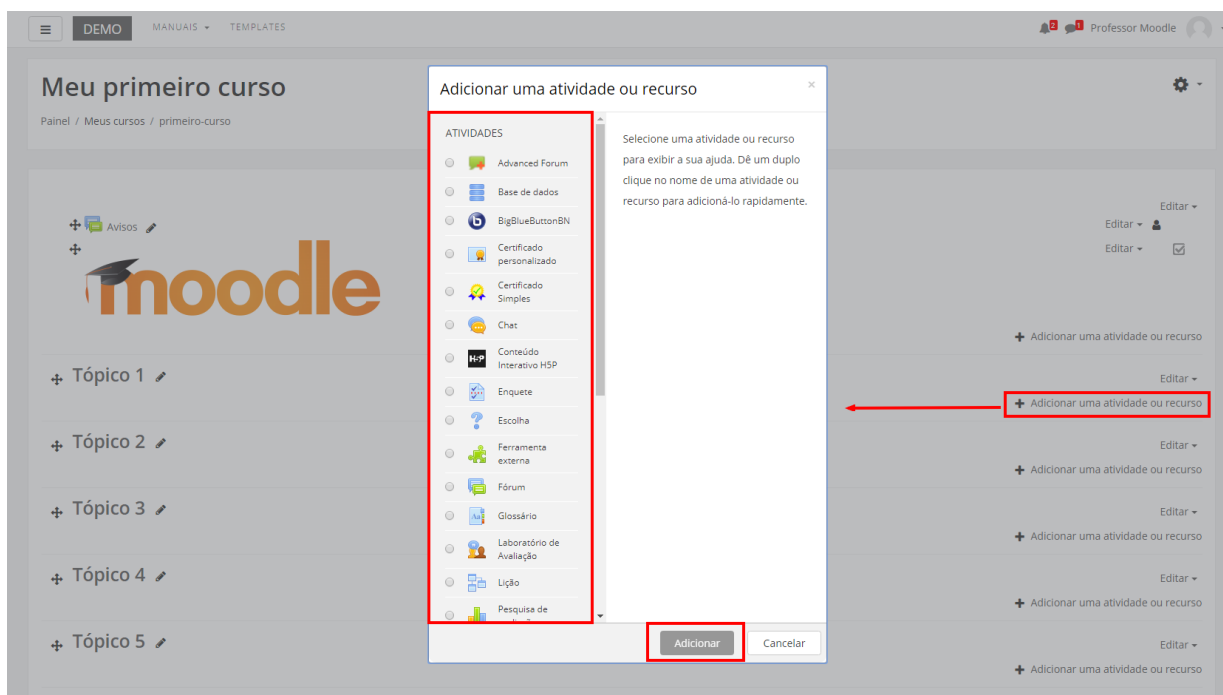 DEMO MANUAIS TEMPLATES 2 1 Professor Moodle
Meu primeiro curso
Painel / Meus cursos / primeiro-curso
Adicionar uma atividade ou recurso ×
ATIVIDADES
Advanced Forum
Base de dados
BigBlueButtonBN
Certificado
personalizado
Certificado
Simples
Chat
H-P Conteúdo
Interativo H5P
Enquete
Escolha
Ferramenta
externa
Fórum
Glossário
Laboratório de
Avaliação
Lição
Pesquisa de
Selecione uma atividade ou recurso
para exibir a sua ajuda. Dê um duplo
clique no nome de uma atividade ou
recurso para adicioná-lo rapidamente.
Adicionar Cancelar
Editar
Avisos Editar
Editar
moodle
Adicionar uma atividade ou recurso
Tópico 1 Editar
Adicionar uma atividade ou recurso
Tópico 2 Editar
Adicionar uma atividade ou recurso
Tópico 3 Editar
Adicionar uma atividade ou recurso
Tópico 4 Editar
Adicionar uma atividade ou recurso
Tópico 5 Editar
Adicionar uma atividade ou recurso